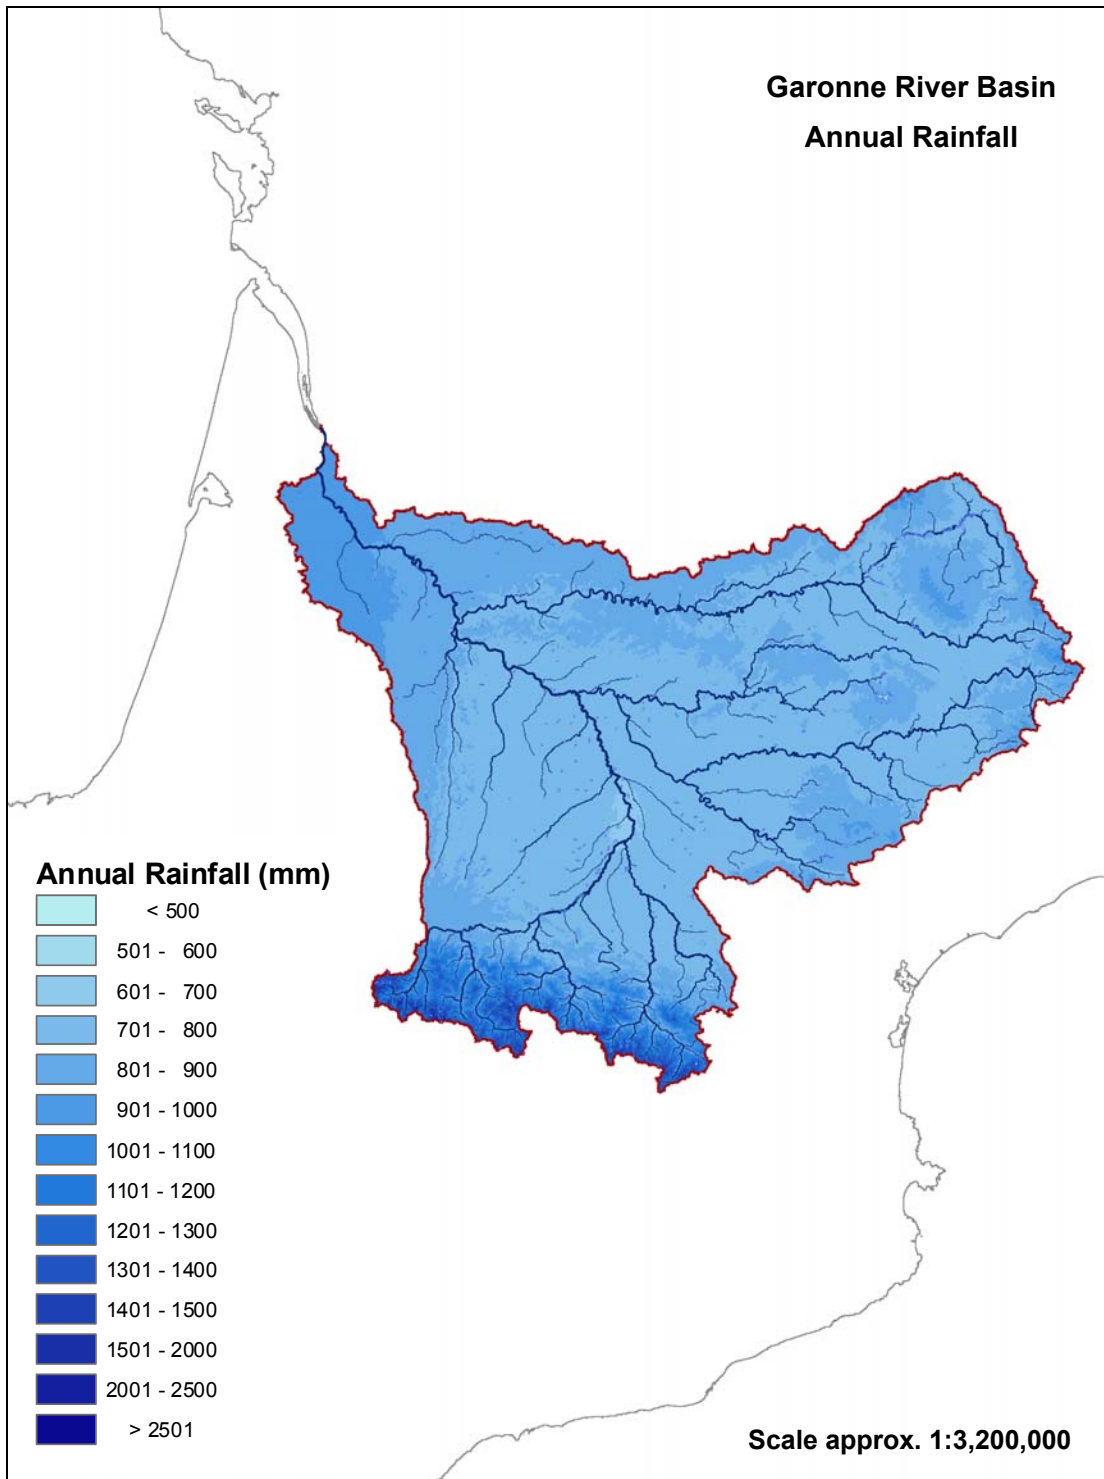 Garonne River Basin
Annual Rainfall
Annual Rainfall (mm)
< 500
501 - 600
601 - 700
701 - 800
801 - 900
901 - 1000
1001 - 1100
1101 - 1200
1201 - 1300
1301 - 1400
1401 - 1500
1501 - 2000
2001 - 2500
> 2501
Scale approx. 1:3,200,000